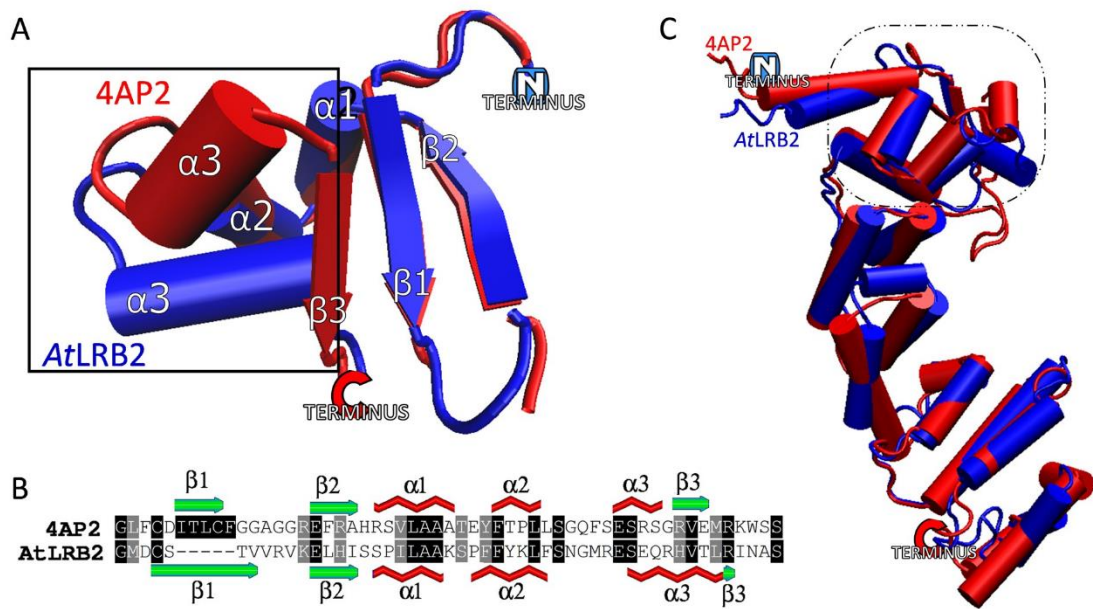 A
4AP2
α3
α1
α2
α3
AtLRB2
β3
β1
β2
N
TERMINUS
C
TERMINUS
B
β1 β2 α1 α2 α3 β3
4AP2 GLFCDITLCFGGAGGREFRAHRSVLAAATEYFTPLLSGQFSESRSGRVEMRKWSS
AtLRB2 GMDCS-----TVVRVKELHISSPILAAKSPFFYKLFSNGMRESEQRHVTLRINAS
β1 β2 α1 α2 α3 β3
C
4AP2
N
TERMINUS
AtLRB2
C
TERMINUS